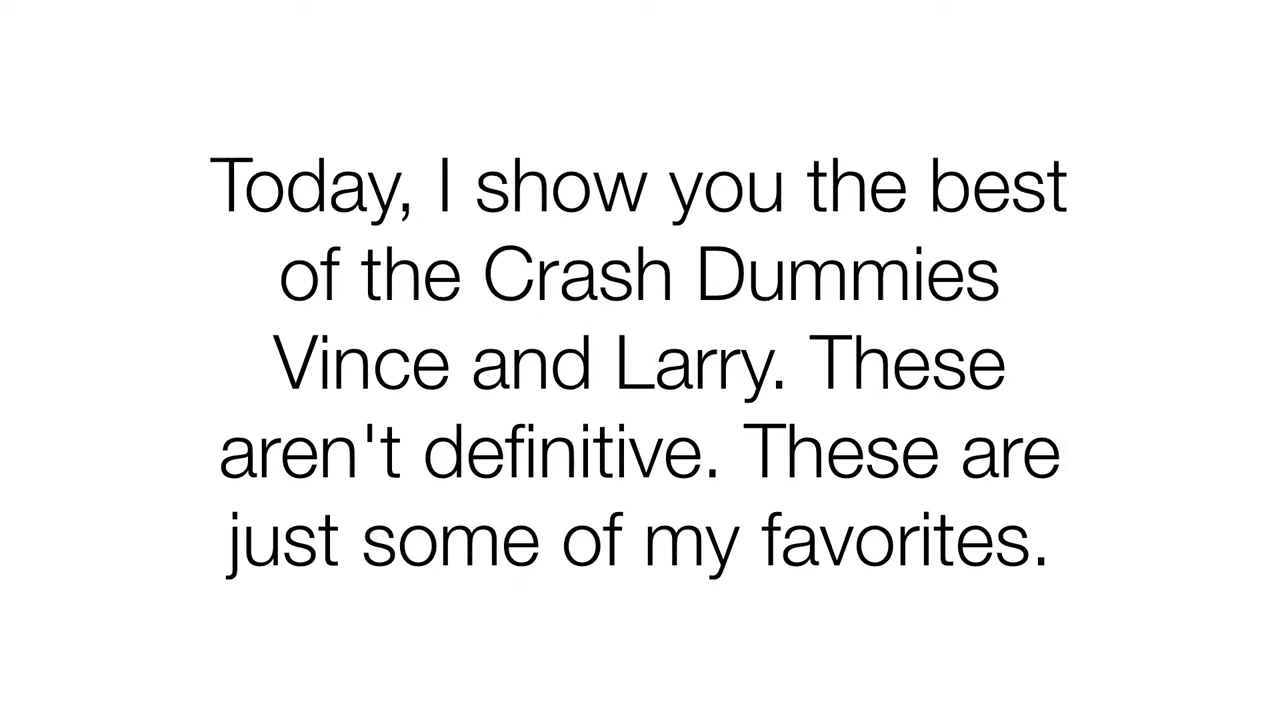 Today, I show you the best
of the Crash Dummies
Vince and Larry. These
aren't definitive. These are
just some of my favorites.